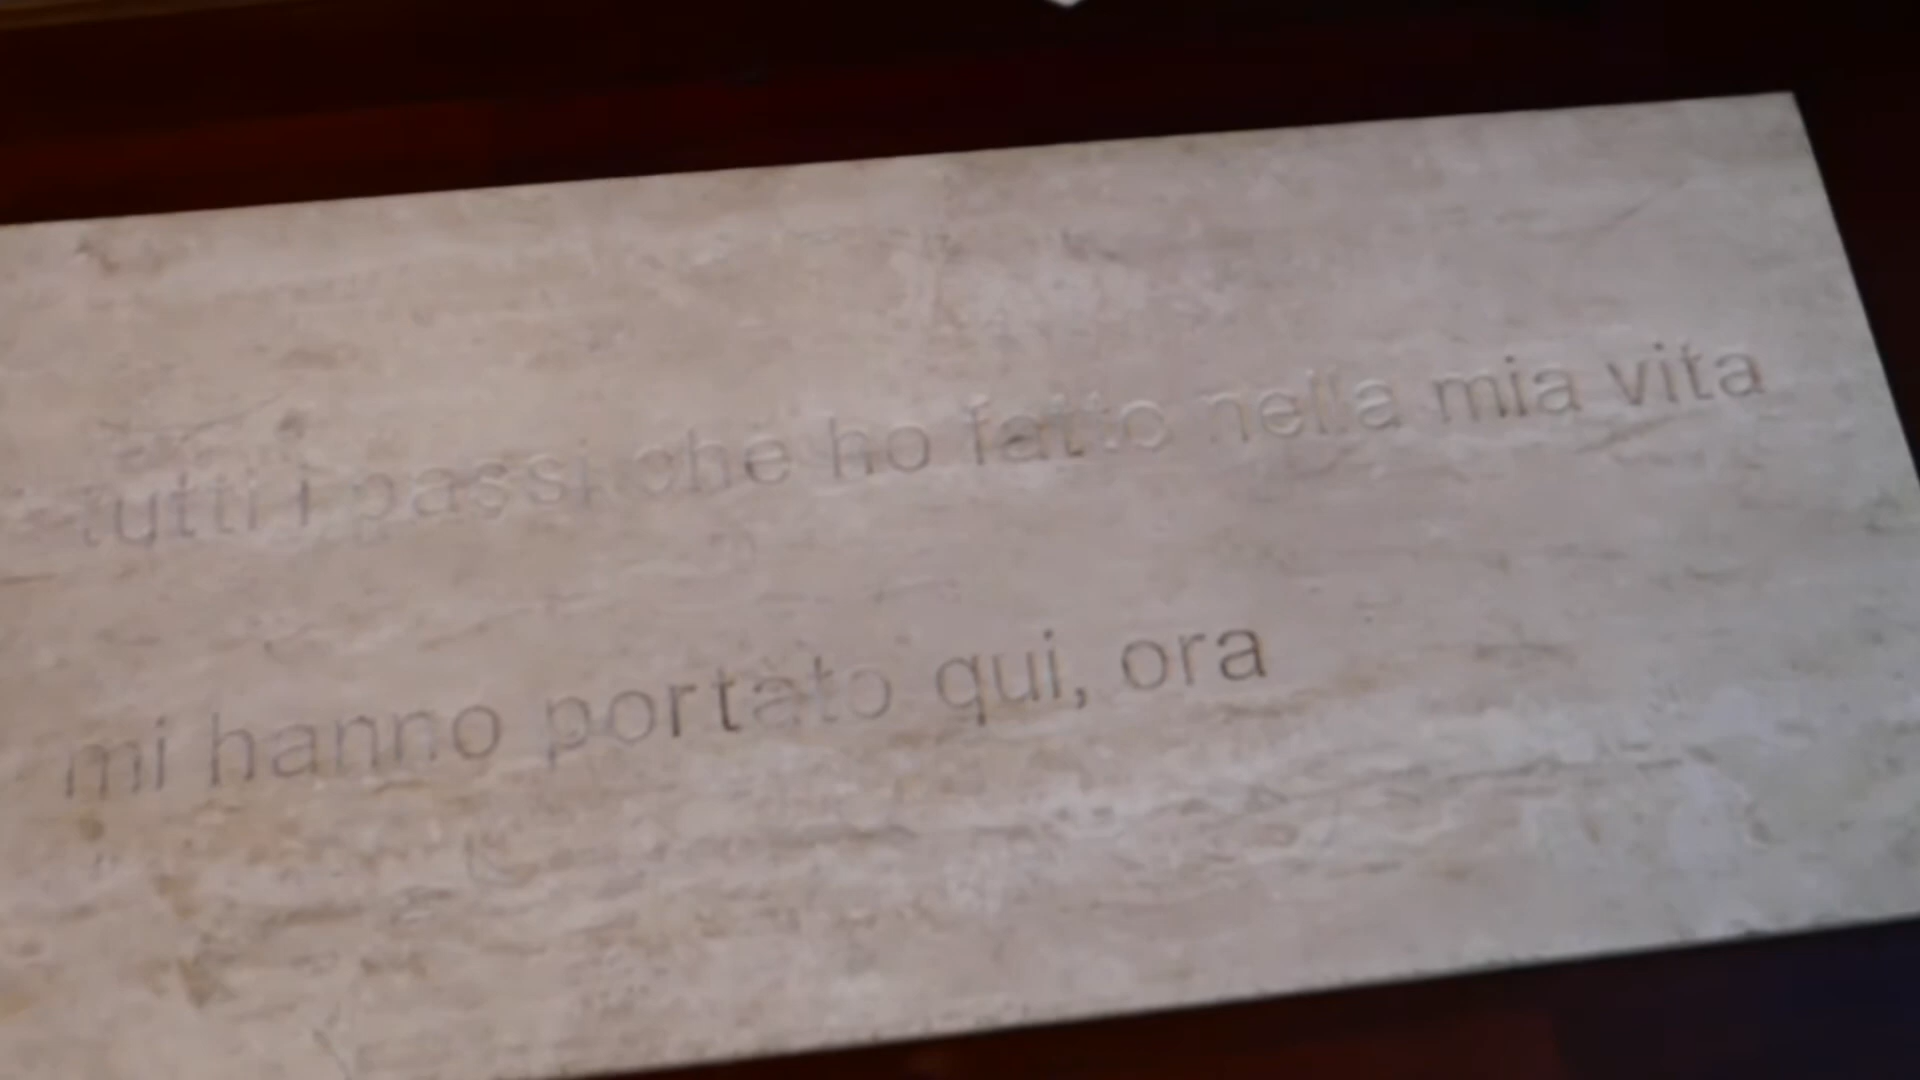 tutti i passi che ho fatto nella mia vita
mi hanno portato qui, ora